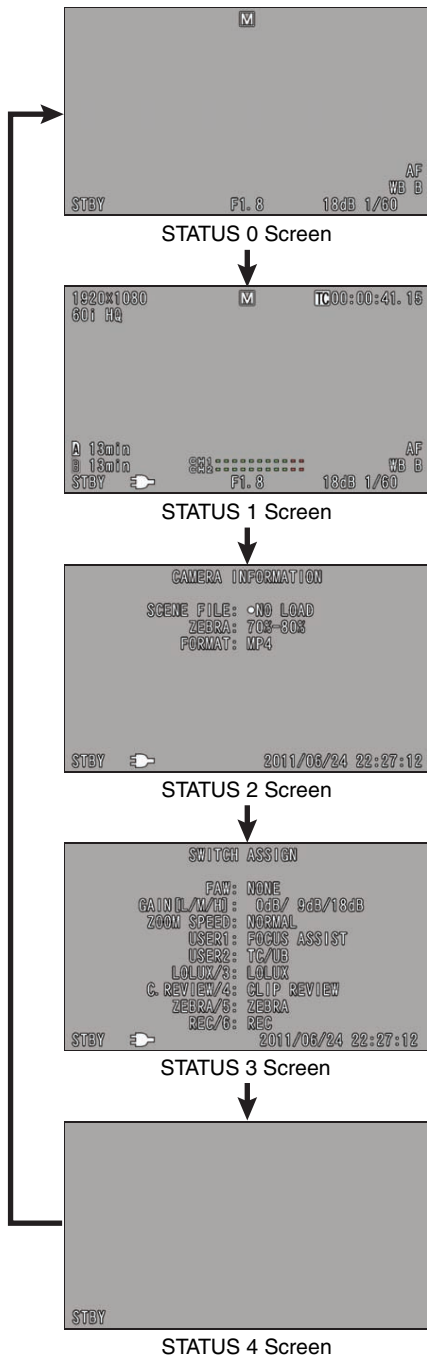 M
AF
WB B
STBY F1.8 18dB 1/60
STATUS 0 Screen
1920×1080 M TC00:00:41.15
60i HQ
A 13min AF
B 13min CH1 WB B
CH2
STBY F1.8 18dB 1/60
STATUS 1 Screen
CAMERA INFORMATION
SCENE FILE: ●NO LOAD
ZEBRA: 70%-80%
FORMAT: MP4
STBY 2011/06/24 22:27:12
STATUS 2 Screen
SWITCH ASSIGN
FAW: NONE
GAIN[L/M/H]: 0dB/ 9dB/18dB
ZOOM SPEED: NORMAL
USER1: FOCUS ASSIST
USER2: TC/UB
LOLUX/3: LOLUX
C.REVIEW/4: CLIP REVIEW
ZEBRA/5: ZEBRA
REC/6: REC
STBY 2011/06/24 22:27:12
STATUS 3 Screen
STBY
STATUS 4 Screen